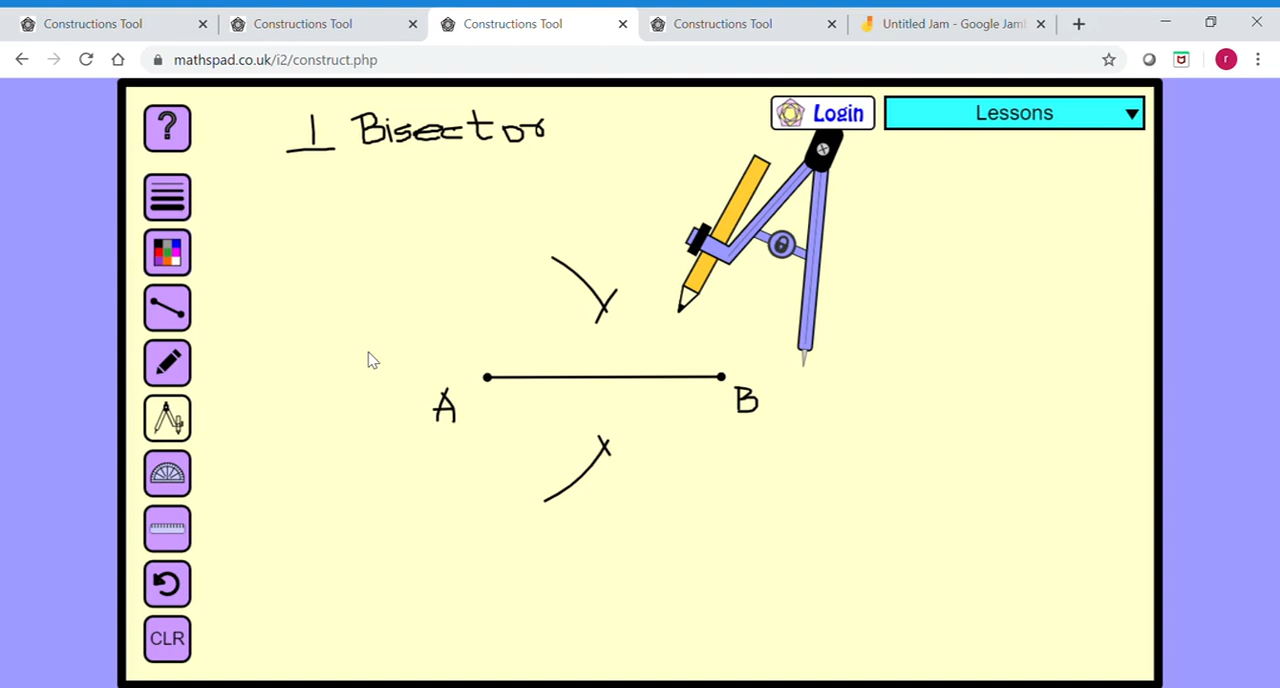 Constructions Tool
Constructions Tool
Constructions Tool
Constructions Tool
Untitled Jam - Google Jaml
mathspad.co.uk/i2/construct.php
r
?
⊥ Bisector
Login
Lessons
A
B
CLR